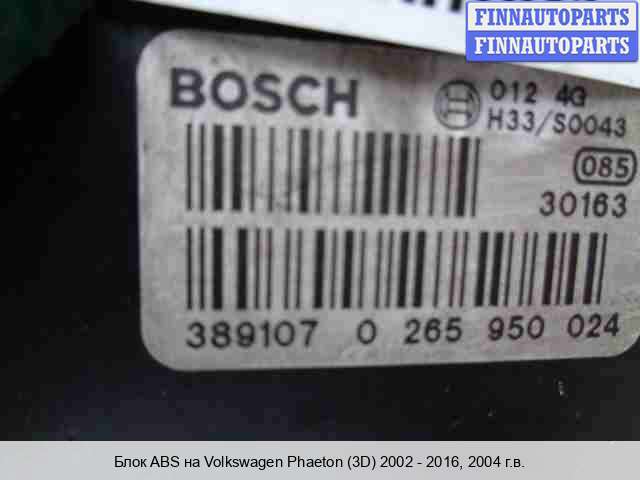 FINNAUTOPARTS
FINNAUTOPARTS
BOSCH
012 4G
H33/S0043
085
30163
389107 0 265 950 024
Блок ABS на Volkswagen Phaeton (3D) 2002 - 2016, 2004 г.в.